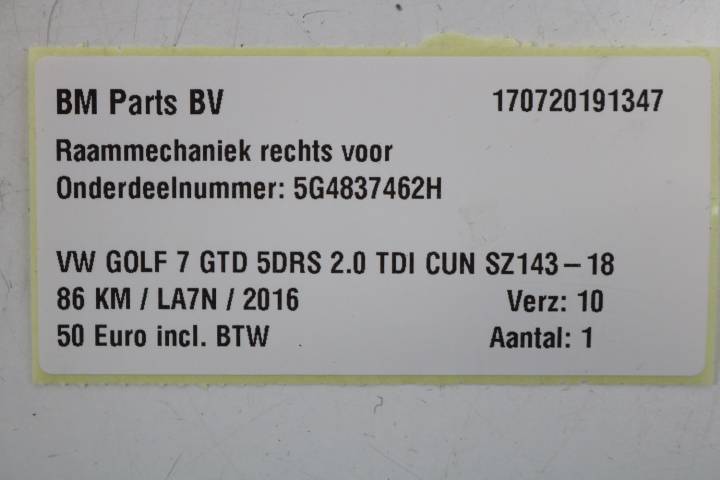 BM Parts BV 170720191347
Raammechaniek rechts voor
Onderdeelnummer: 5G4837462H
VW GOLF 7 GTD 5DRS 2.0 TDI CUN SZ143-18
86 KM / LA7N / 2016 Verz: 10
50 Euro incl. BTW Aantal: 1